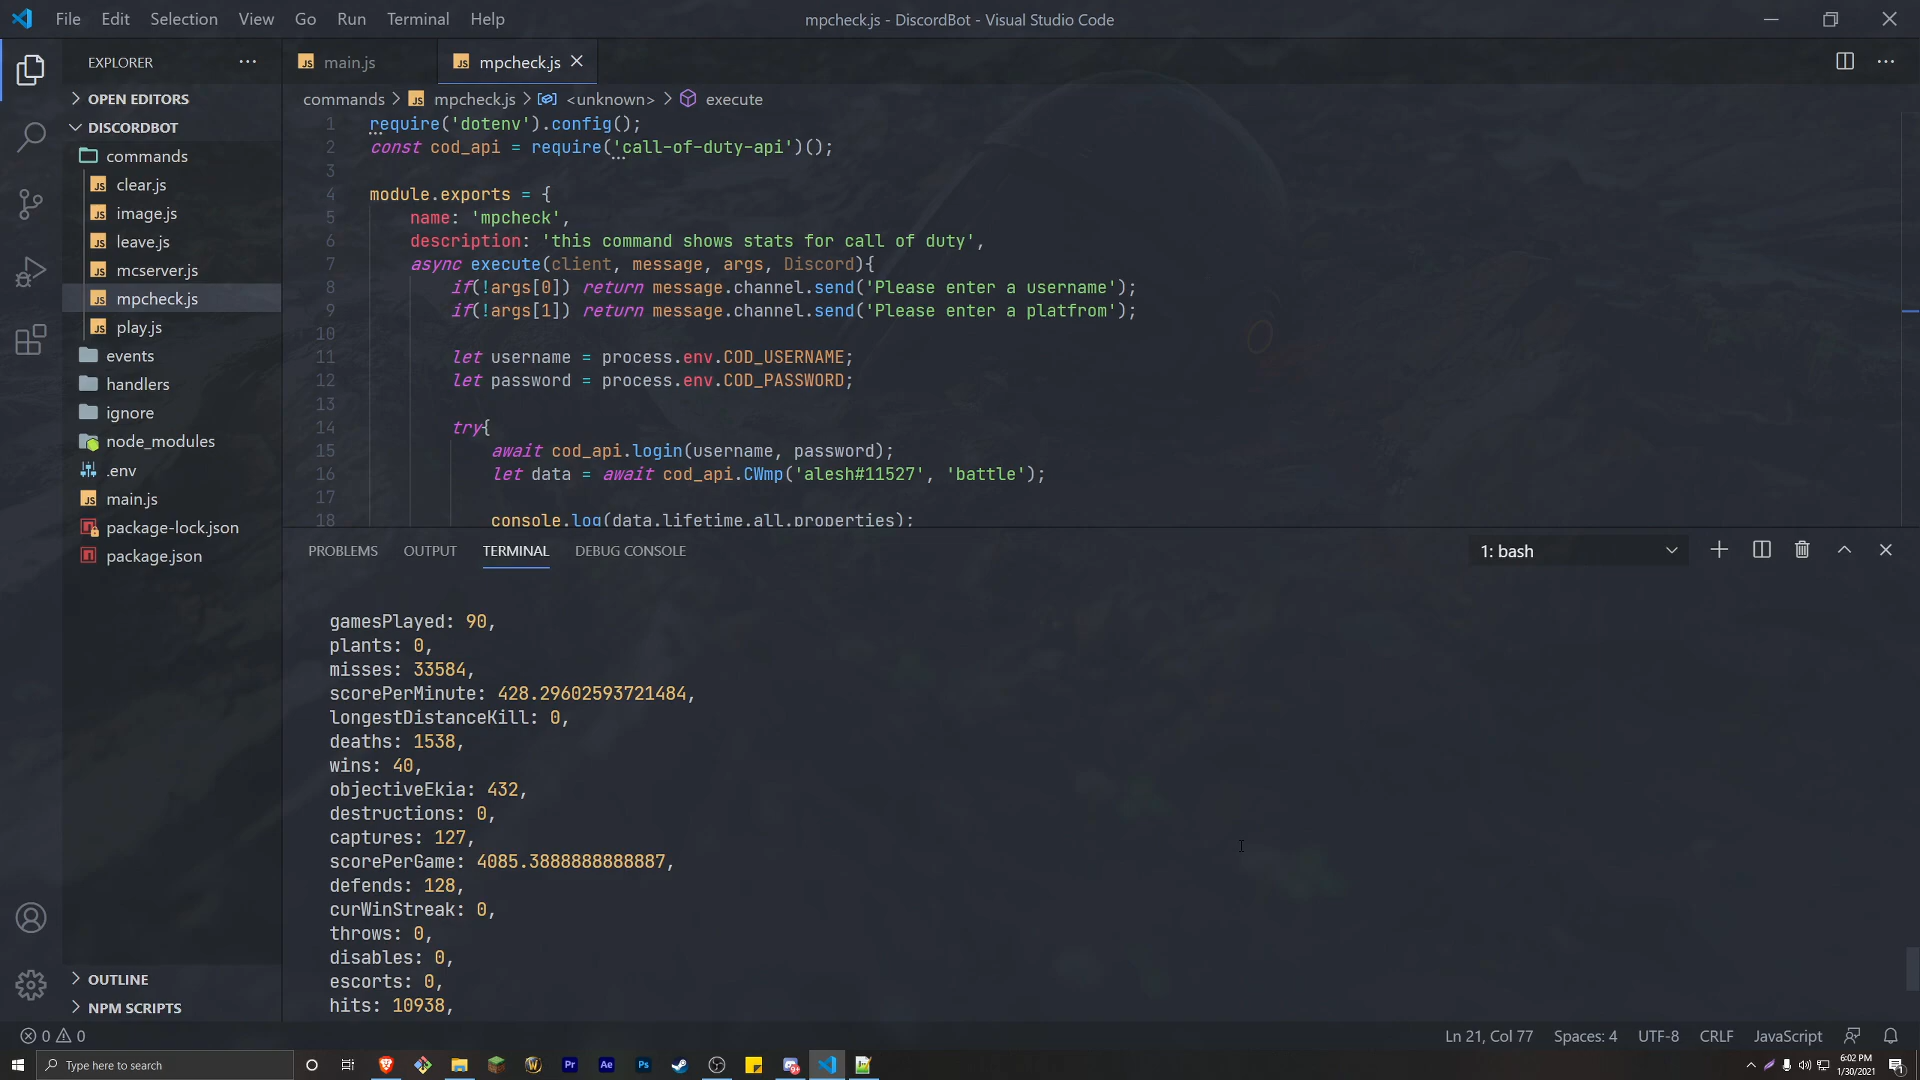 File Edit Selection View Go Run Terminal Help
mpcheck.js - DiscordBot - Visual Studio Code
EXPLORER
main.js
mpcheck.js
OPEN EDITORS
DISCORDBOT
commands
clear.js
image.js
leave.js
mcserver.js
mpcheck.js
play.js
events
handlers
ignore
node_modules
.env
main.js
package-lock.json
package.json
OUTLINE
NPM SCRIPTS
commands > JS mpcheck.js > <unknown> > execute
1 require('dotenv').config();
2 const cod_api = require('call-of-duty-api')();
3
4 module.exports = {
5 name: 'mpcheck',
6 description: 'this command shows stats for call of duty',
7 async execute(client, message, args, Discord){
8 if(!args[0]) return message.channel.send('Please enter a username');
9 if(!args[1]) return message.channel.send('Please enter a platfrom');
10
11 let username = process.env.COD_USERNAME;
12 let password = process.env.COD_PASSWORD;
13
14 try{
15 await cod_api.login(username, password);
16 let data = await cod_api.CWmp('alesh#11527', 'battle');
17
18 console.log(data.lifetime.all.properties);
PROBLEMS OUTPUT TERMINAL DEBUG CONSOLE
1: bash
gamesPlayed: 90,
plants: 0,
misses: 33584,
scorePerMinute: 428.29602593721484,
longestDistanceKill: 0,
deaths: 1538,
wins: 40,
objectiveEkia: 432,
destructions: 0,
captures: 127,
scorePerGame: 4085.3888888888887,
defends: 128,
curWinStreak: 0,
throws: 0,
disables: 0,
escorts: 0,
hits: 10938,
0 0
Ln 21, Col 77 Spaces: 4 UTF-8 CRLF JavaScript
Type here to search
Pr Ae Ps
6:02 PM
1/30/2021